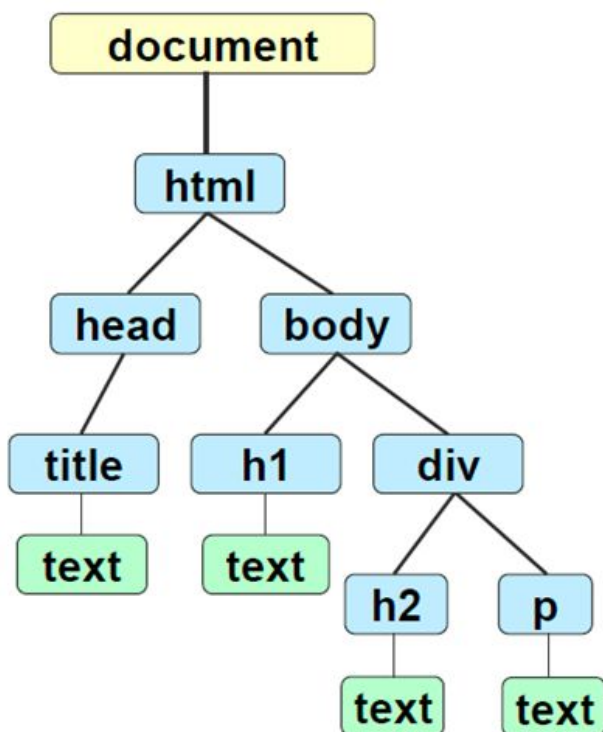 document
html
head body
title h1 div
text text
h2 p
text text